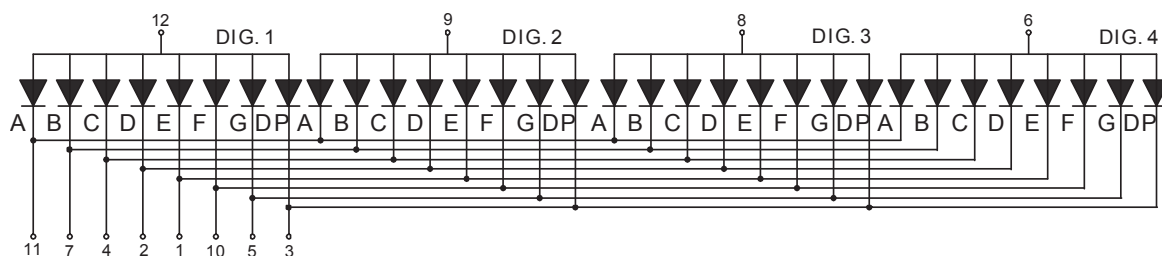 12 9 8 6
DIG. 1 DIG. 2 DIG. 3 DIG. 4
A B C D E F G DP A B C D E F G DP A B C D E F G DP A B C D E F G DP
11 7 4 2 1 10 5 3